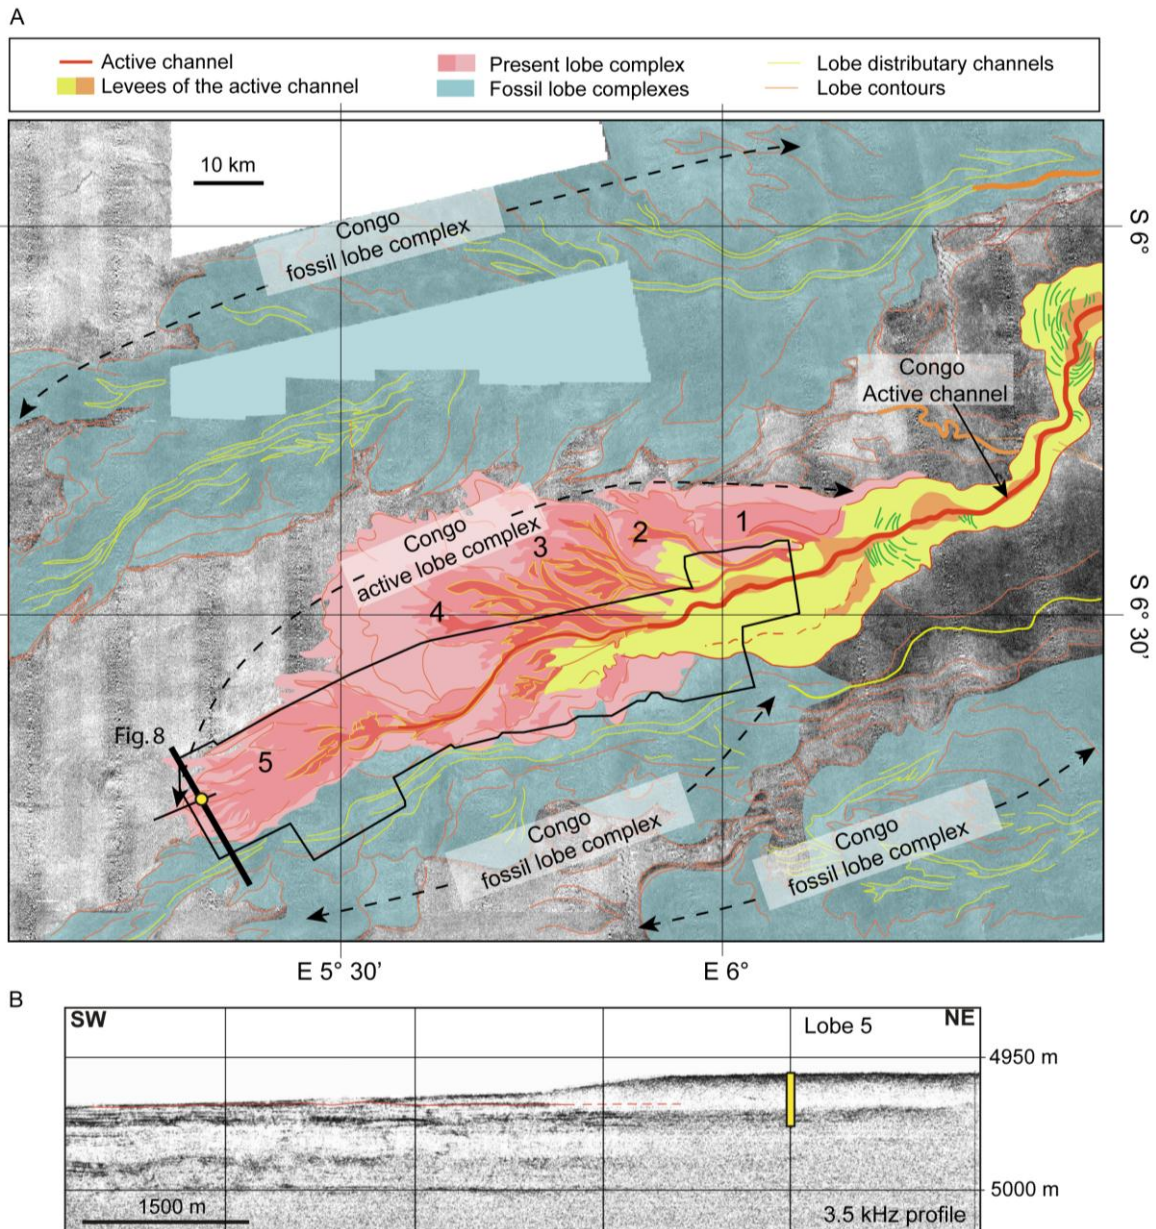 A
Active channel
Levees of the active channel
Present lobe complex
Fossil lobe complexes
Lobe distributary channels
Lobe contours
10 km
Congo
fossil lobe complex
S
6°
Congo
Active channel
Congo
active lobe complex
1
2
3
4
5
S
6° 30'
Fig. 8
Congo
fossil lobe complex
Congo
fossil lobe complex
E 5° 30'
E 6°
B
SW
Lobe 5
NE
4950 m
5000 m
1500 m
3.5 kHz profile